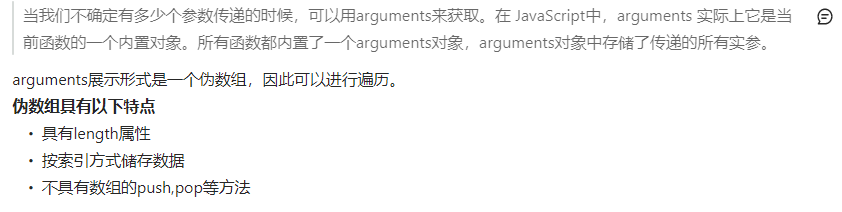 当我们不确定有多少个参数传递的时候，可以用arguments来获取。在 JavaScript中，arguments 实际上它是当
前函数的一个内置对象。所有函数都内置了一个arguments对象，arguments对象中存储了传递的所有实参。
arguments展示形式是一个伪数组，因此可以进行遍历。
伪数组具有以下特点
• 具有length属性
• 按索引方式储存数据
• 不具有数组的push,pop等方法